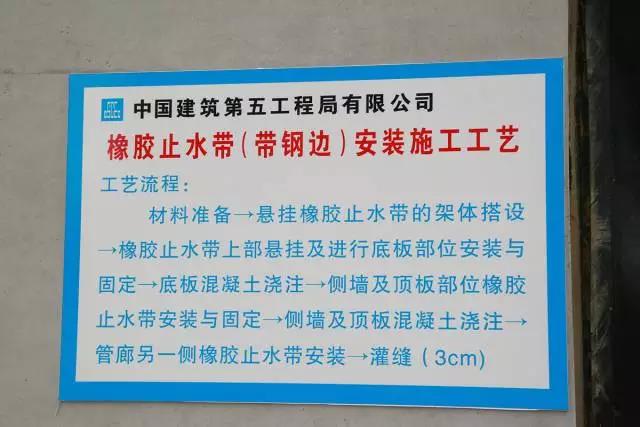 中国建筑第五工程局有限公司
橡胶止水带(带钢边)安装施工工艺
工艺流程:
材料准备→悬挂橡胶止水带的架体搭设
→橡胶止水带上部悬挂及进行底板部位安装与
固定→底板混凝土浇注→侧墙及顶板部位橡胶
止水带安装与固定→侧墙及顶板混凝土浇注→
管廊另一侧橡胶止水带安装→灌缝(3cm)